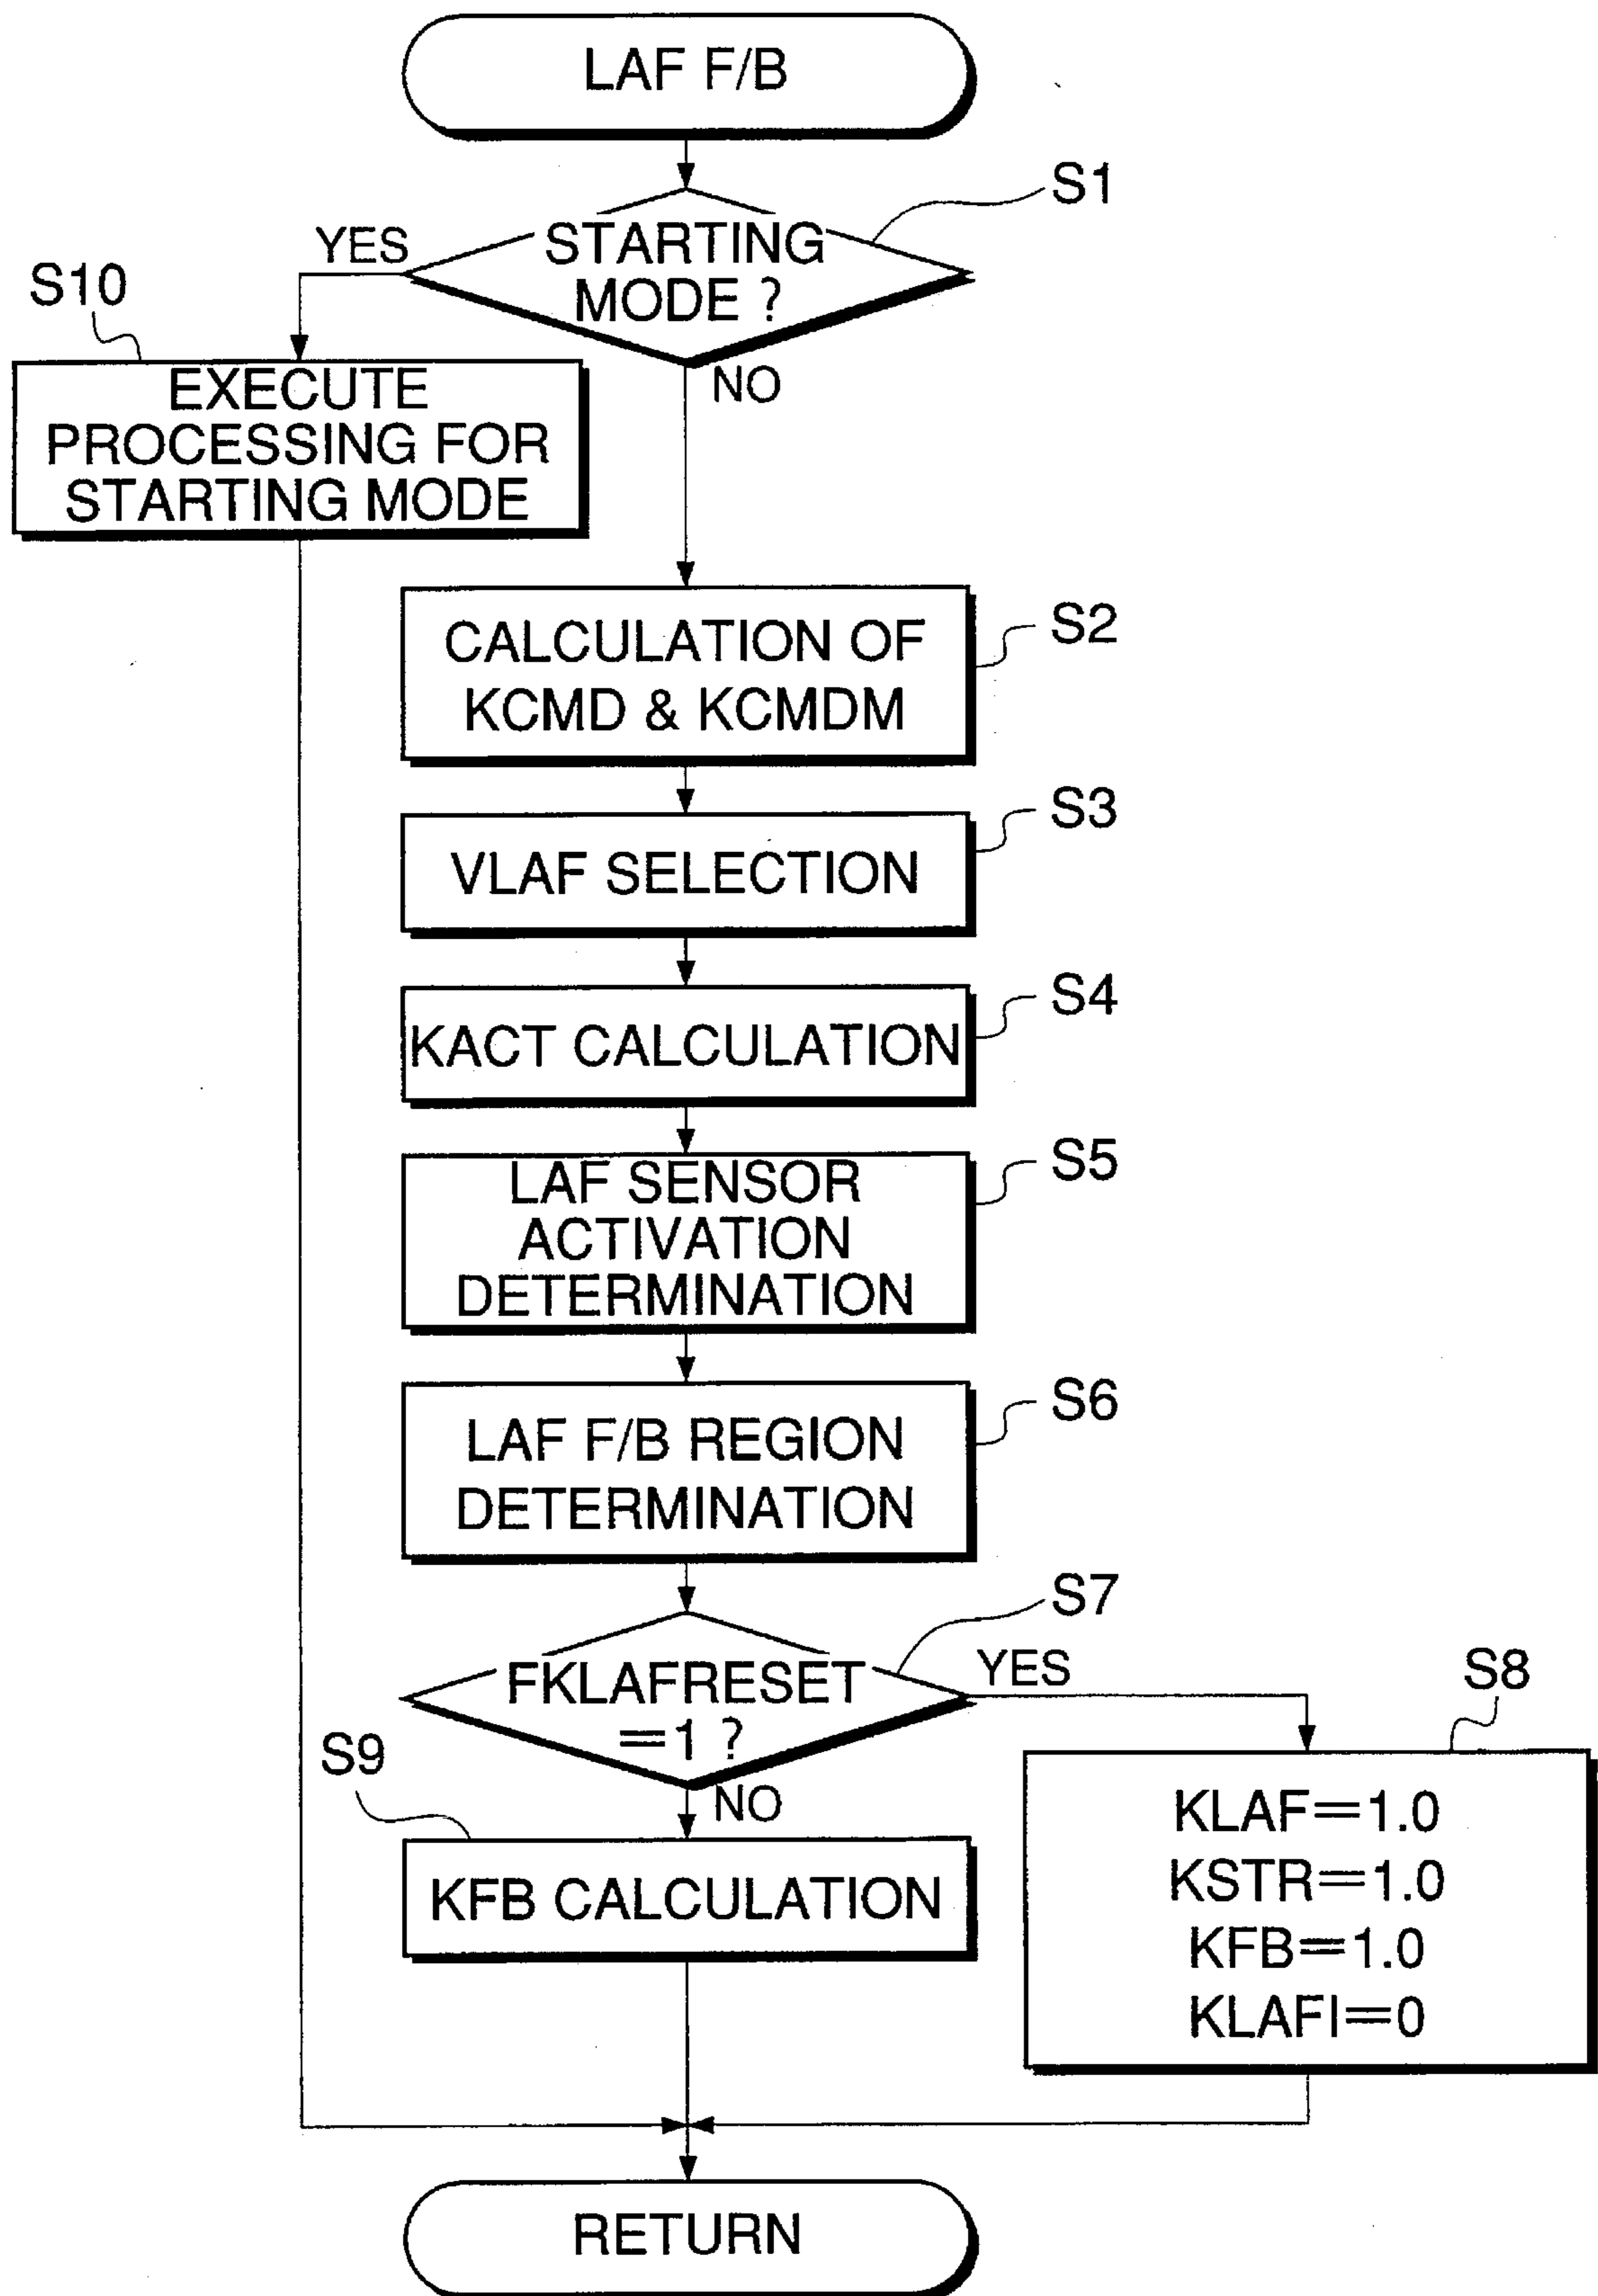 LAF F/B
S1
STARTING
MODE ?
YES
NO
S10
EXECUTE
PROCESSING FOR
STARTING MODE
S2
CALCULATION OF
KCMD & KCMDM
S3
VLAF SELECTION
S4
KACT CALCULATION
S5
LAF SENSOR
ACTIVATION
DETERMINATION
S6
LAF F/B REGION
DETERMINATION
S7
FKLAFRESET
=1 ?
YES
NO
S8
KLAF=1.0
KSTR=1.0
KFB=1.0
KLAFI=0
S9
KFB CALCULATION
RETURN